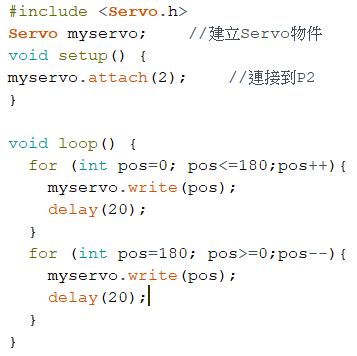 #include <Servo.h>
Servo myservo;    //建立Servo物件
void setup() {
myservo.attach(2);    //連接到P2
}

void loop() {
  for (int pos=0; pos<=180;pos++){
    myservo.write(pos);
    delay(20);
  }
  for (int pos=180; pos>=0;pos--){
    myservo.write(pos);
    delay(20);
  }
}